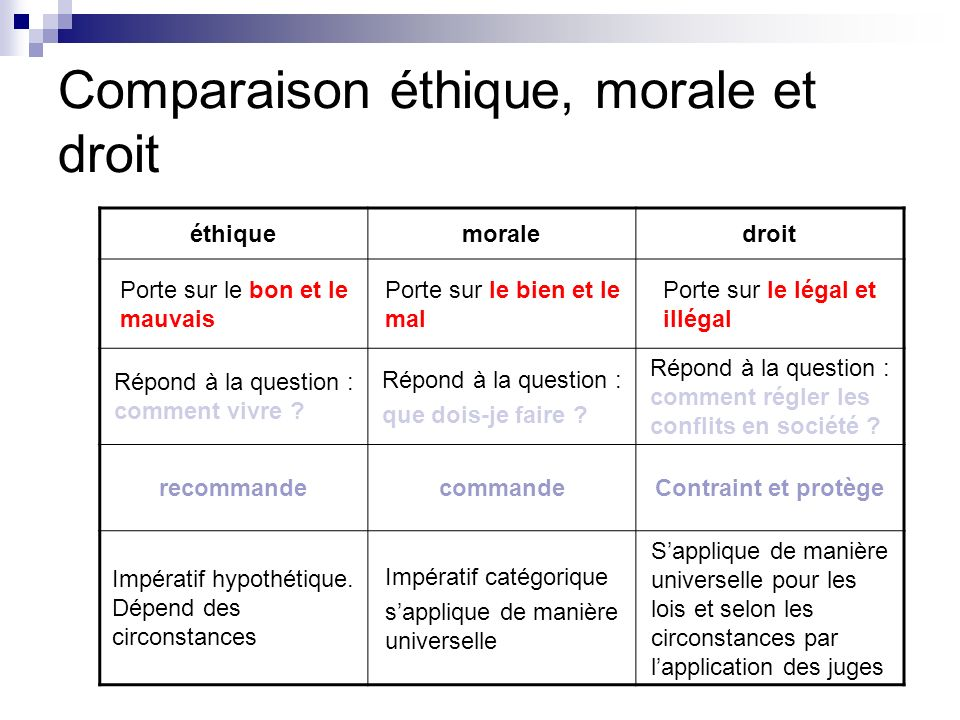 Comparaison éthique, morale et
droit
éthique
morale
droit
Porte sur le bon et le
mauvais
Porte sur le bien et le
mal
Porte sur le légal et
illégal
Répond à la question :
comment vivre ?
Répond à la question :
que dois-je faire ?
Répond à la question :
comment régler les
conflits en société ?
recommande
commande
Contraint et protège
Impératif hypothétique.
Dépend des
circonstances
Impératif catégorique
s’applique de manière
universelle
S’applique de manière
universelle pour les
lois et selon les
circonstances par
l’application des juges